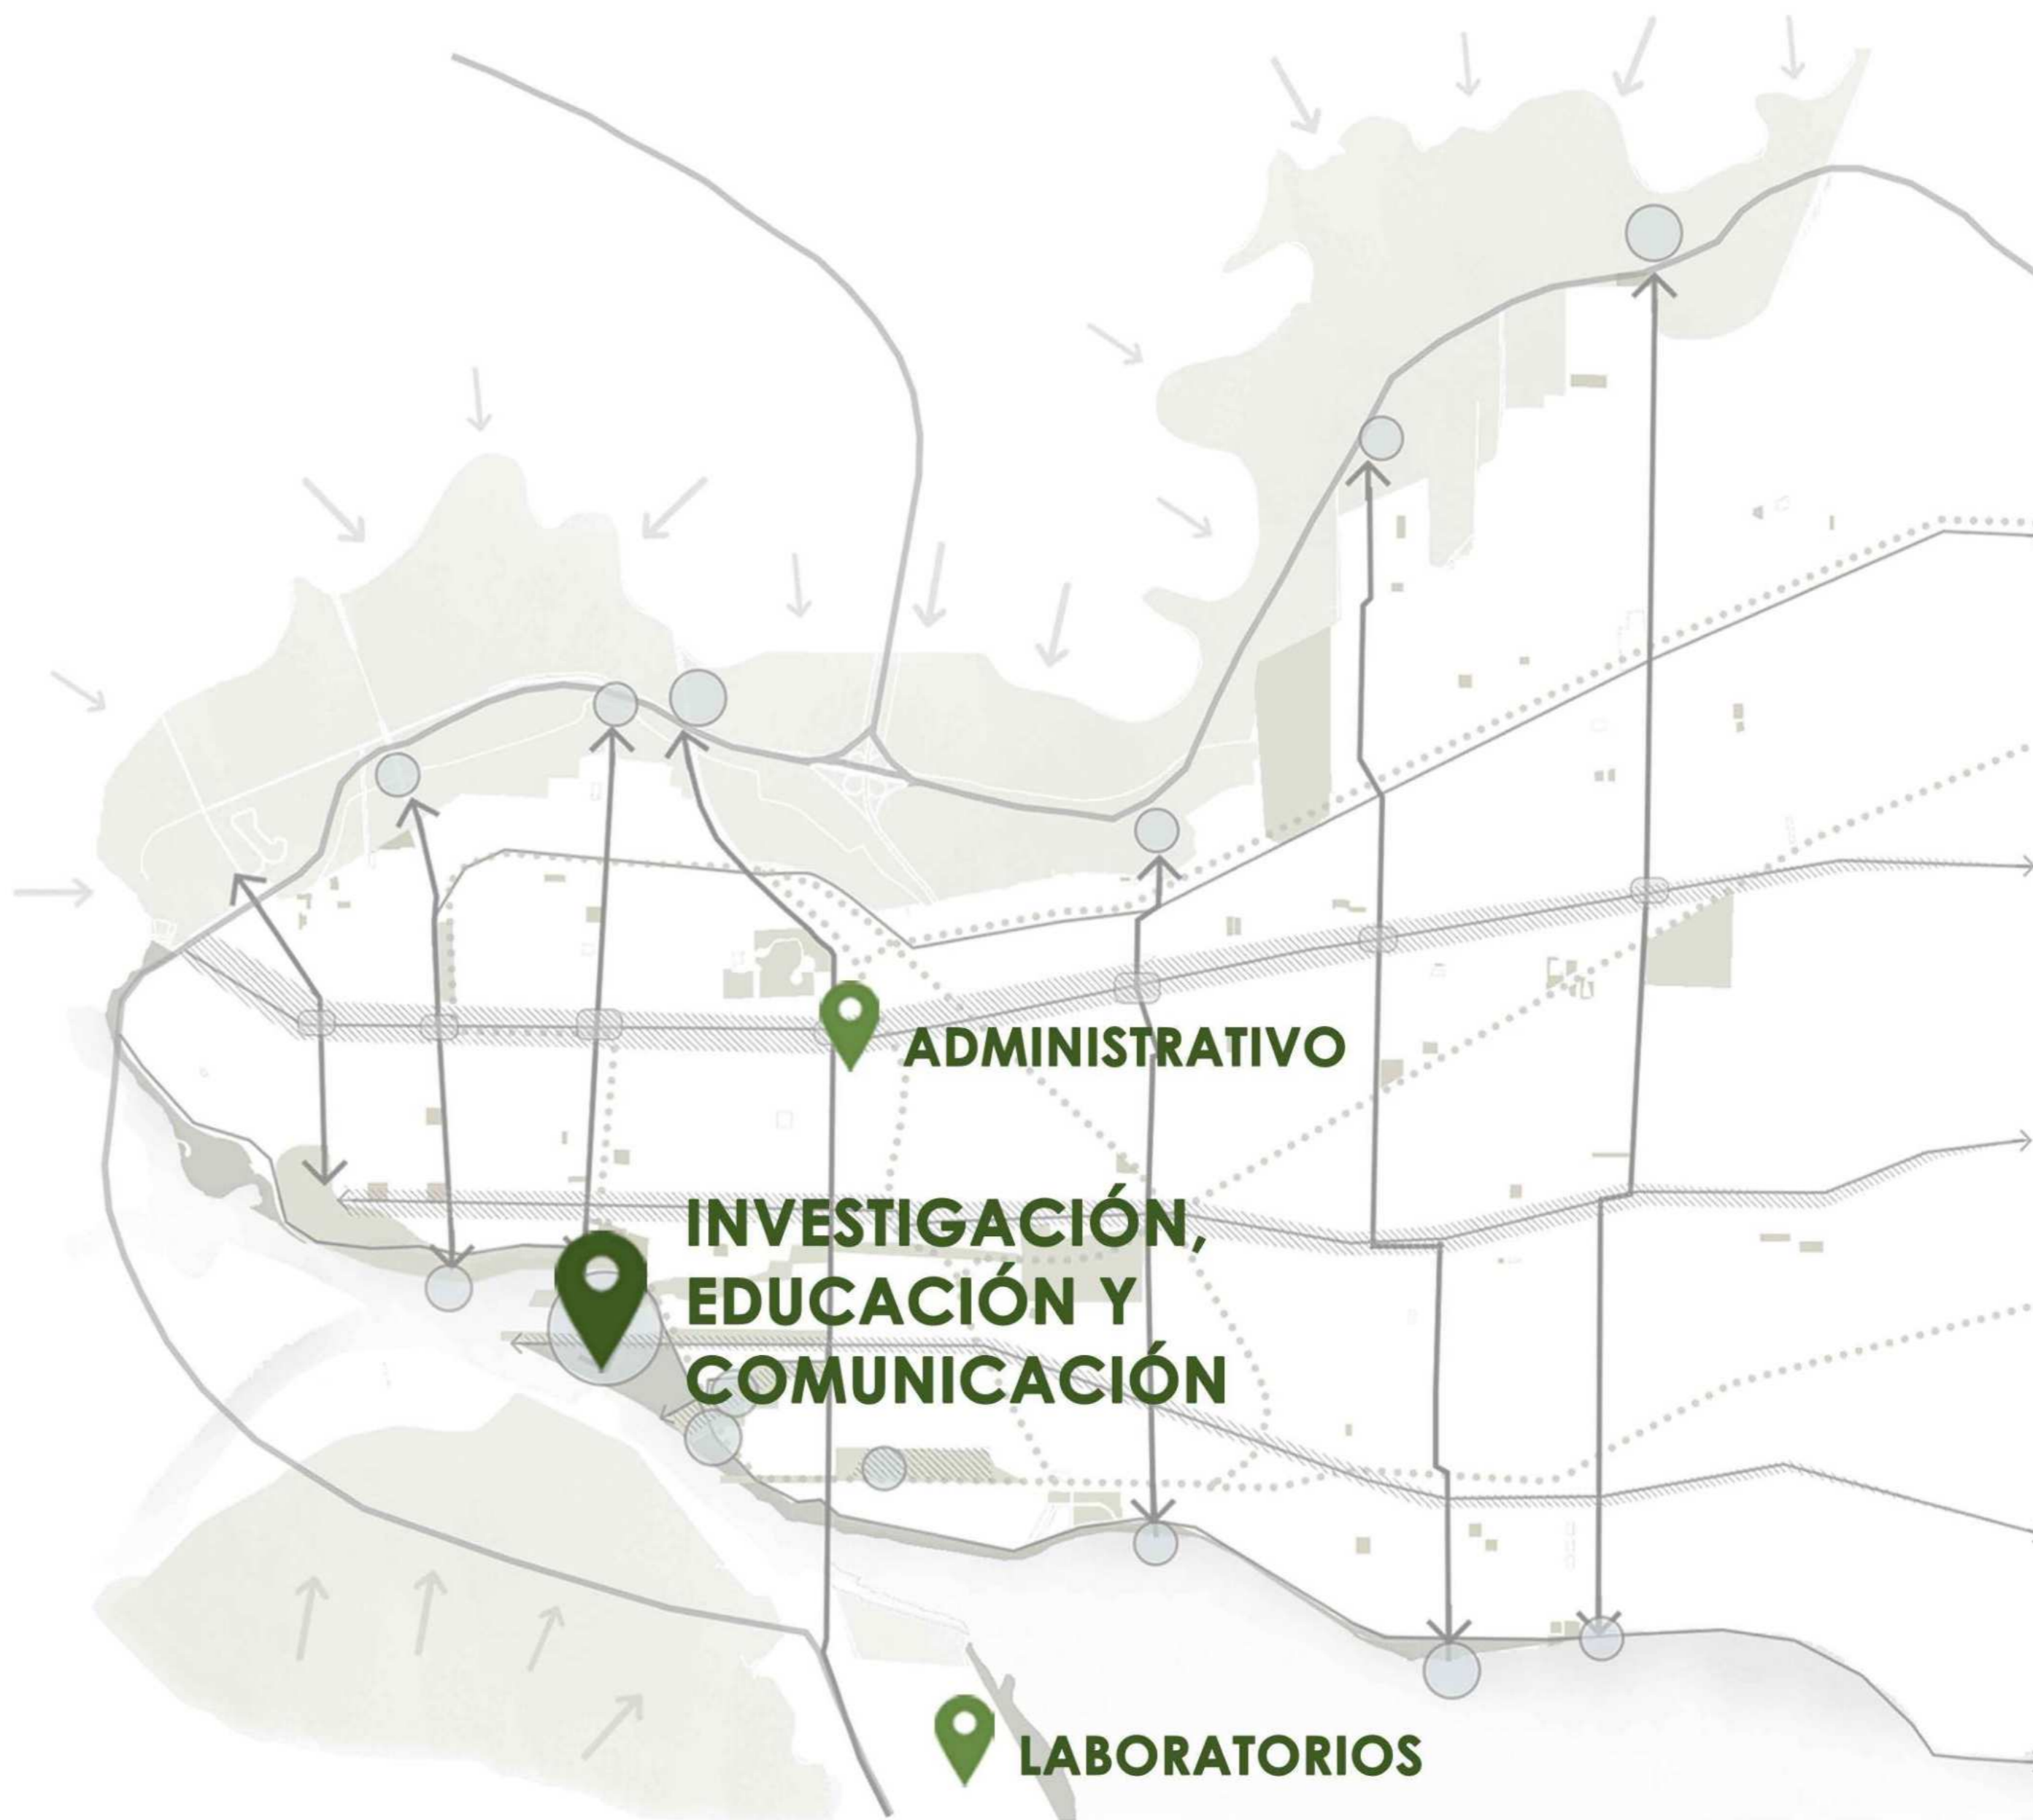 ADMINISTRATIVO
INVESTIGACIÓN,
EDUCACIÓN Y
COMUNICACIÓN
LABORATORIOS